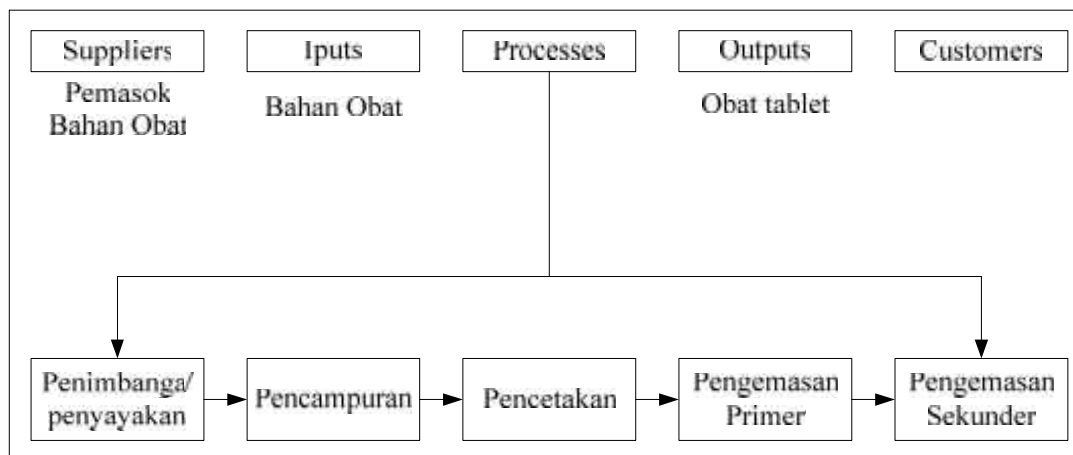 Suppliers
Iputs
Processes
Outputs
Customers
Pemasok
Bahan Obat
Bahan Obat
Obat tablet
Penimbanga/
penyayakan
Pencampuran
Pencetakan
Pengemasan
Primer
Pengemasan
Sekunder